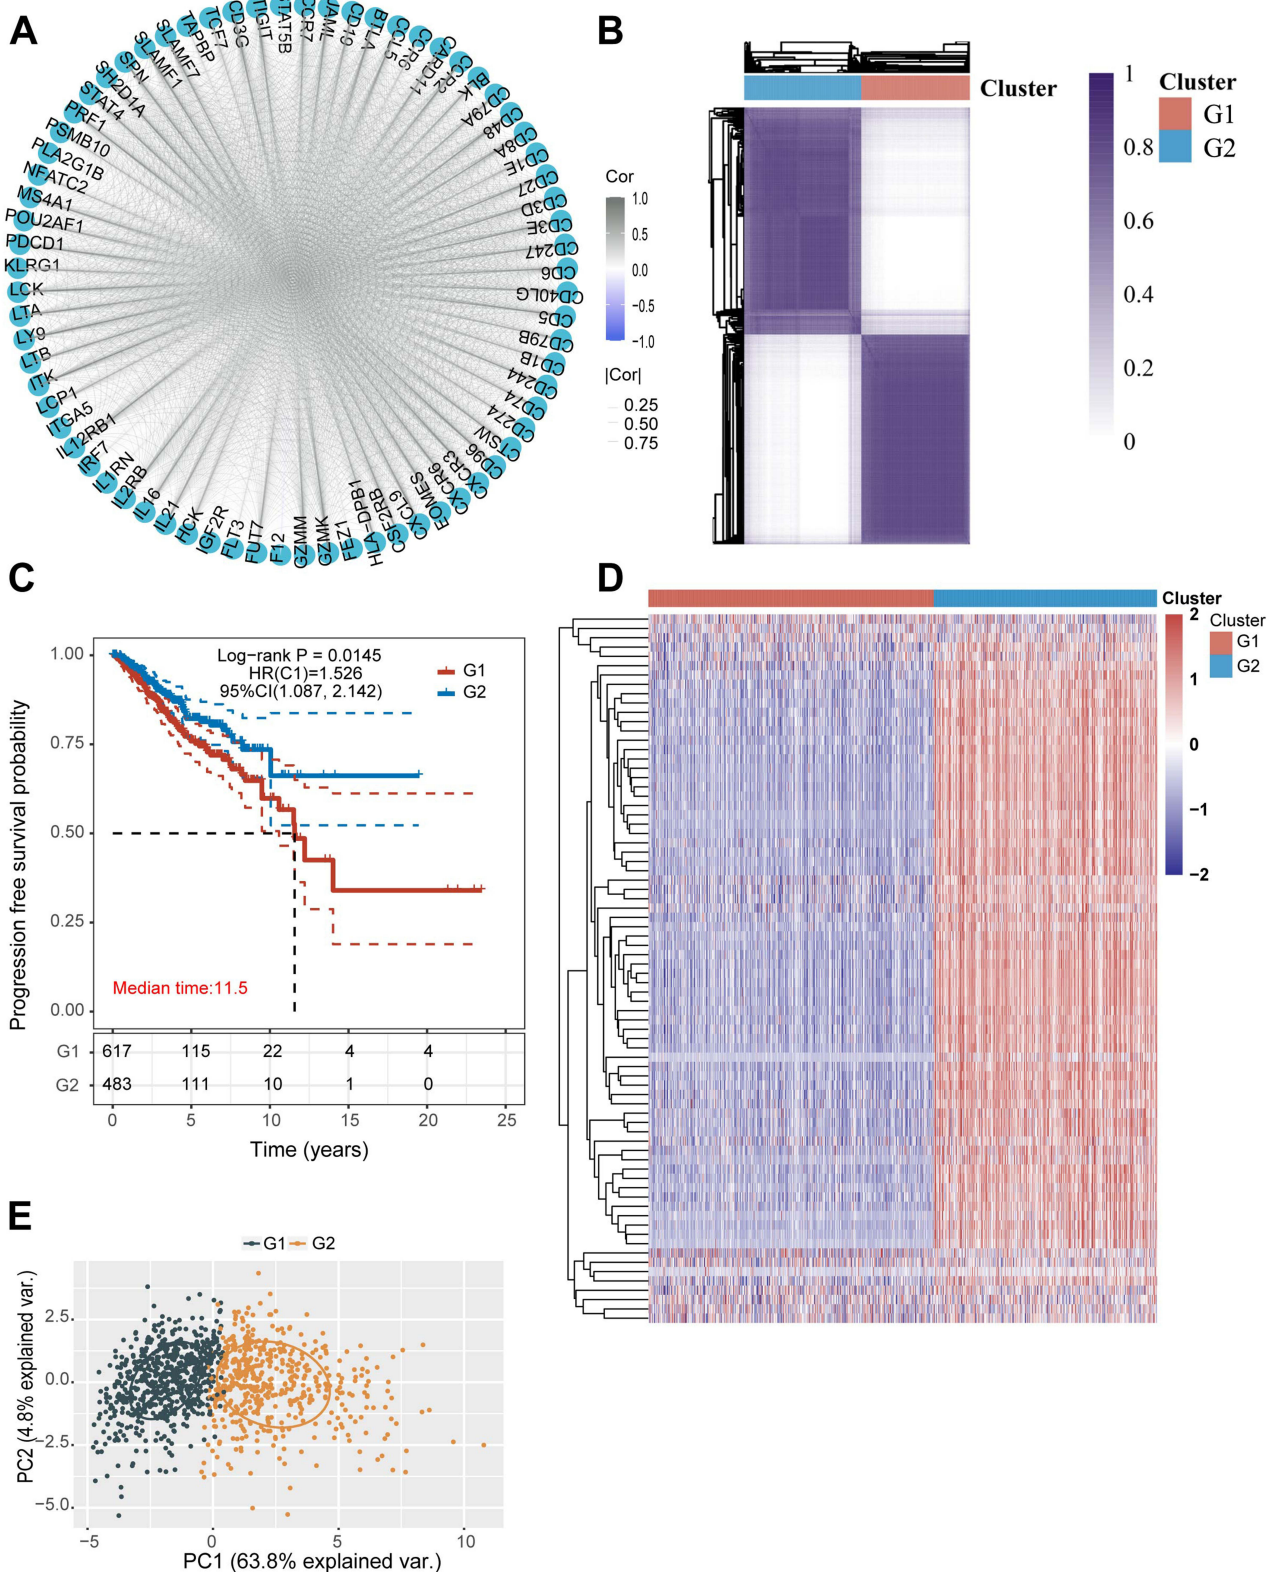 A
SPN
SLAMF1
SLAMF7
TAPBP
TCF7
CD3G
TIGIT
CCR7
JAML
CD19
BTLA
CCL5
CCR6
CARD11
CCR2
BLK
CD79A
CD48
CD8A
CD1E
CD27
CD3D
CD3E
CD247
CD6
CD40LG
CD5
CD79B
CD1B
CD244
CD74
CD274
CTSW
CD96
EOMES
CSF2RB
HLA-DPB1
FEZ1
GZMK
GZMM
F12
FUT7
FLT3
IGF2R
HCK
IL21
IL16
IL2RB
IL1RN
IRF7
IL12RB1
ITGA5
LCP1
ITK
LTB
LY9
LTA
LCK
KLRG1
PDCD1
POU2AF1
MS4A1
NFATC2
PLA2G1B
PSMB10
PRF1
STAT4
SH2D1A
Cor
1.0
0.5
0.0
−0.5
−1.0
|Cor|
0.25
0.50
0.75
B
Cluster
1
0.8
0.6
0.4
0.2
0
Cluster
G1
G2
C
Progression free survival probability
1.00
0.75
0.50
0.25
0.00
Log−rank P = 0.0145
HR(C1)=1.526
95%CI(1.087, 2.142)
G1
G2
Median time:11.5
G1 617 115 22 4 4
G2 483 111 10 1 0
0 5 10 15 20 25
Time (years)
D
Cluster
2
1
0
−1
−2
Cluster
G1
G2
E
G1 G2
PC2 (4.8% explained var.)
2.5
0.0
−2.5
−5.0
−5 0 5 10
PC1 (63.8% explained var.)